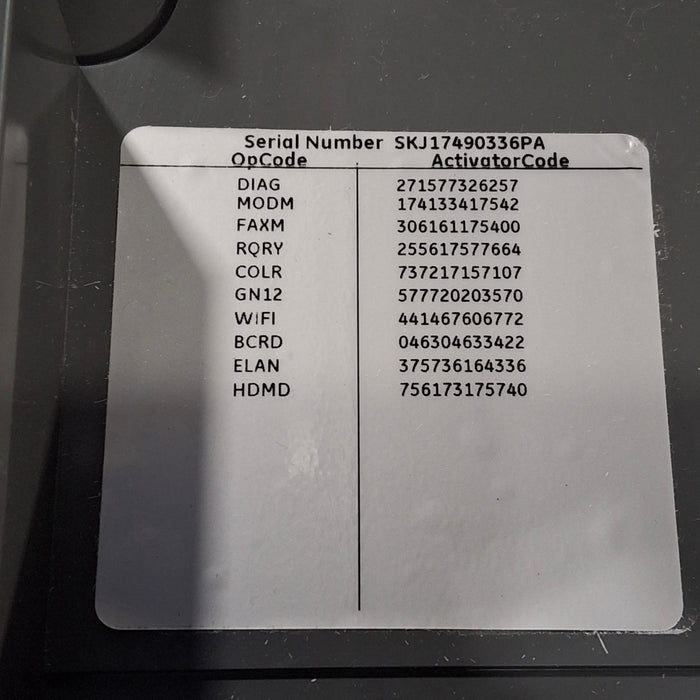 Serial Number SKJ17490336PA
OpCode ActivatorCode
DIAG 271577326257
MODM 174133417542
FAXM 306161175400
RQRY 255617577664
COLR 737217157107
GN12 577720203570
WIFI 441467606772
BCRD 046304633422
ELAN 375736164336
HDMD 756173175740